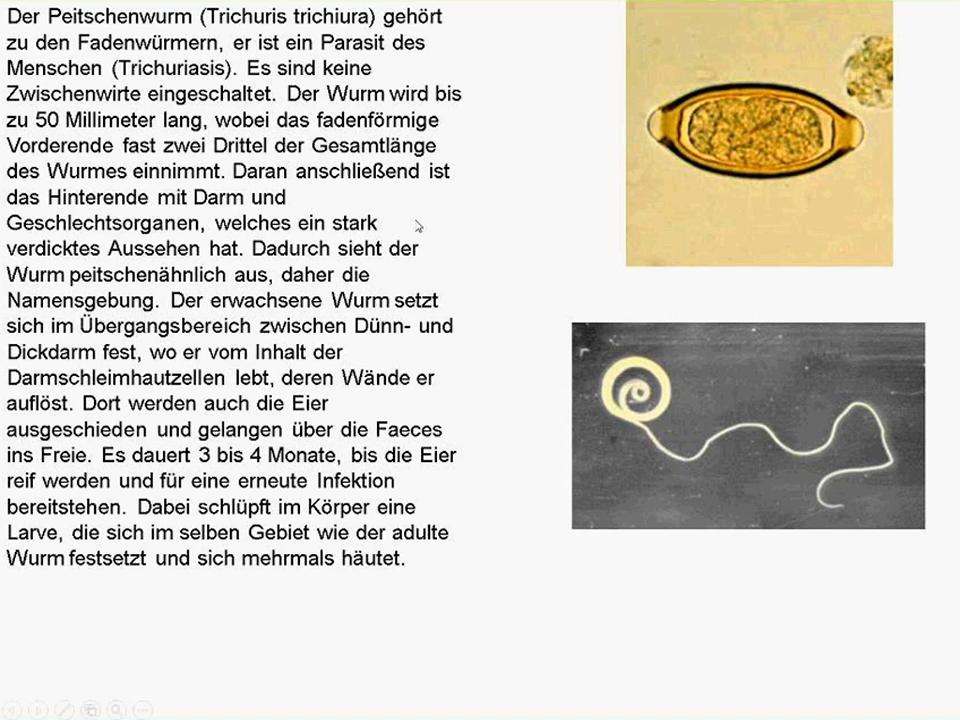 Der Peitschenwurm (Trichuris trichiura) gehört
zu den Fadenwürmern, er ist ein Parasit des
Menschen (Trichuriasis). Es sind keine
Zwischenwirte eingeschaltet. Der Wurm wird bis
zu 50 Millimeter lang, wobei das fadenförmige
Vorderende fast zwei Drittel der Gesamtlänge
des Wurmes einnimmt. Daran anschließend ist
das Hinterende mit Darm und
Geschlechtsorganen, welches ein stark
verdicktes Aussehen hat. Dadurch sieht der
Wurm peitschenähnlich aus, daher die
Namensgebung. Der erwachsene Wurm setzt
sich im Übergangsbereich zwischen Dünn- und
Dickdarm fest, wo er vom Inhalt der
Darmschleimhautzellen lebt, deren Wände er
auflöst. Dort werden auch die Eier
ausgeschieden und gelangen über die Faeces
ins Freie. Es dauert 3 bis 4 Monate, bis die Eier
reif werden und für eine erneute Infektion
bereitstehen. Dabei schlüpft im Körper eine
Larve, die sich im selben Gebiet wie der adulte
Wurm festsetzt und sich mehrmals häutet.